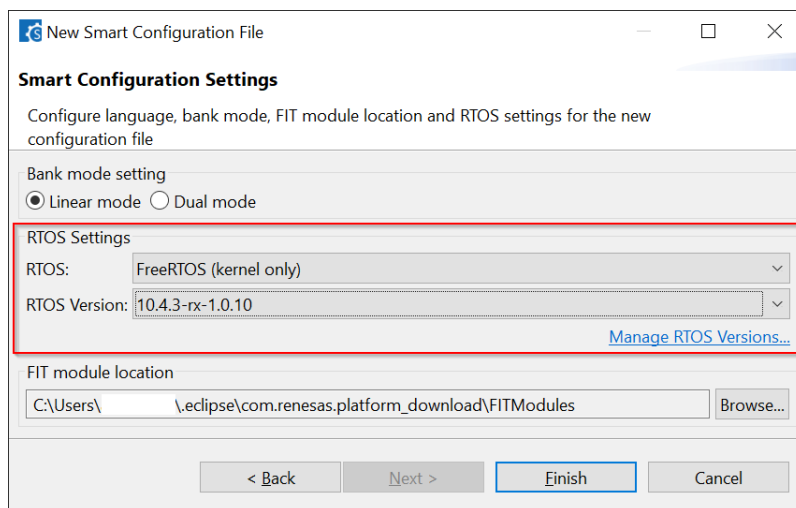 New Smart Configuration File
Smart Configuration Settings
Configure language, bank mode, FIT module location and RTOS settings for the new
configuration file
Bank mode setting
Linear mode Dual mode
RTOS Settings
RTOS: FreeRTOS (kernel only)
RTOS Version: 10.4.3-rx-1.0.10
Manage RTOS Versions...
FIT module location
C:\Users\ \.eclipse\com.renesas.platform_download\FITModules Browse...
< Back Next > Finish Cancel